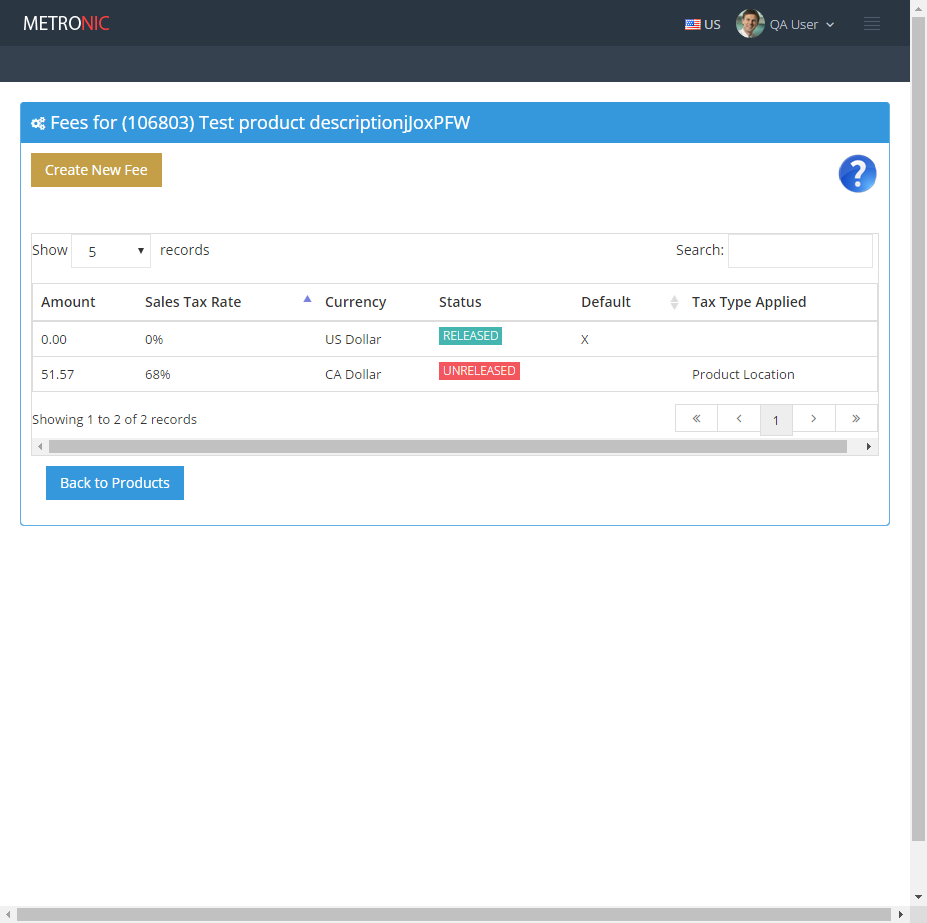 METRONIC
US QA User
Fees for (106803) Test product descriptionjJoxPFW
Create New Fee
?
Show 5 records Search:
Amount Sales Tax Rate Currency Status Default Tax Type Applied
0.00 0% US Dollar RELEASED X
51.57 68% CA Dollar UNRELEASED Product Location
Showing 1 to 2 of 2 records « ‹ 1 › »
Back to Products